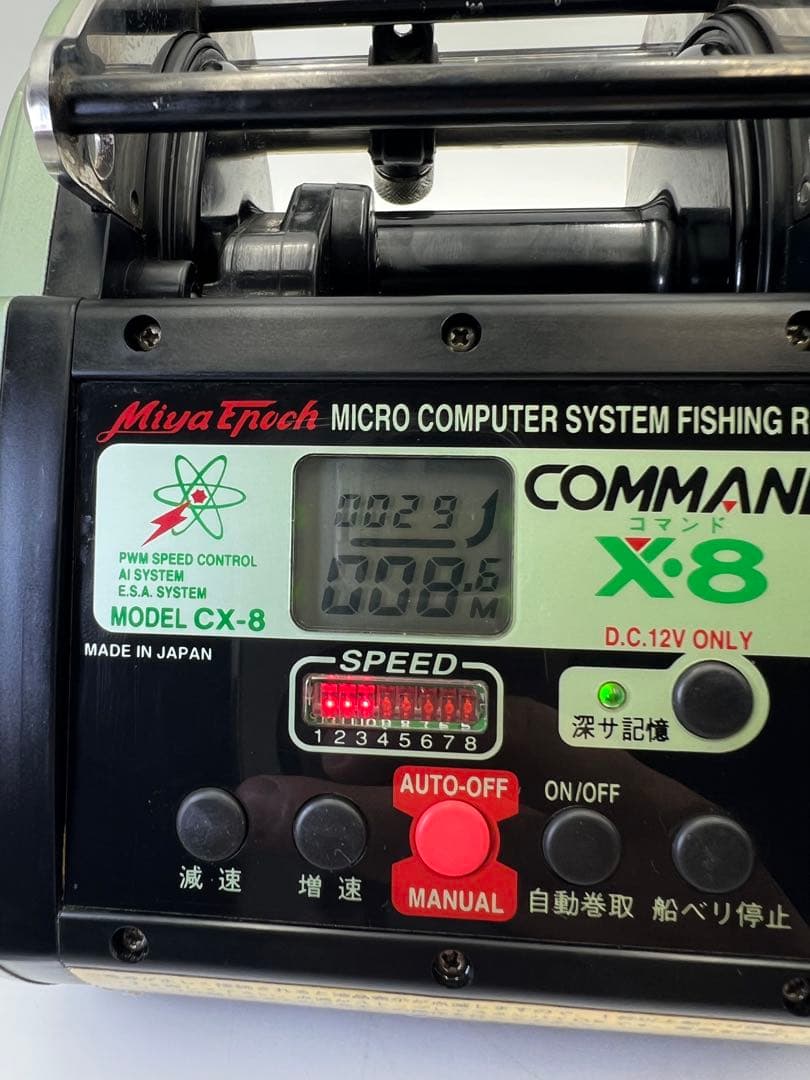 Miya Epoch MICRO COMPUTER SYSTEM FISHING R
PWM SPEED CONTROL
AI SYSTEM
E.S.A. SYSTEM
MODEL CX-8
0029
008.6
M
COMMAN
コマンド
X·8
D.C.12V ONLY
MADE IN JAPAN
SPEED
1 2 3 4 5 6 7 8
深サ記憶
減速
増速
AUTO-OFF
MANUAL
ON/OFF
自動巻取
船ベリ停止